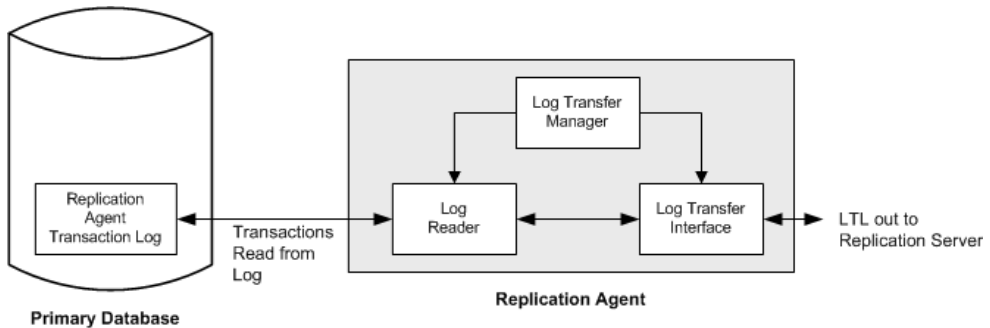 Log Transfer
Manager
Replication
Agent
Transaction Log
Log
Reader
Log Transfer
Interface
LTL out to
Replication Server
Transactions
Read from
Log
Replication Agent
Primary Database